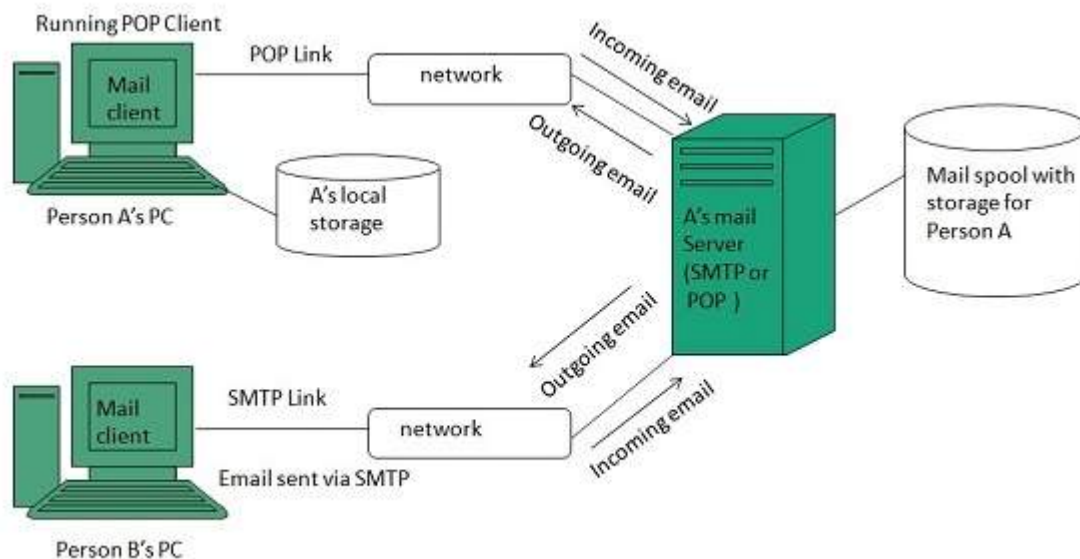 Running POP Client
Mail
client
POP Link
network
Incoming email
Outgoing email
Person A's PC
A's local
storage
A's mail
Server
(SMTP or
POP )
Mail spool with
storage for
Person A
Outgoing email
Incoming email
Mail
client
SMTP Link
network
Email sent via SMTP
Person B's PC